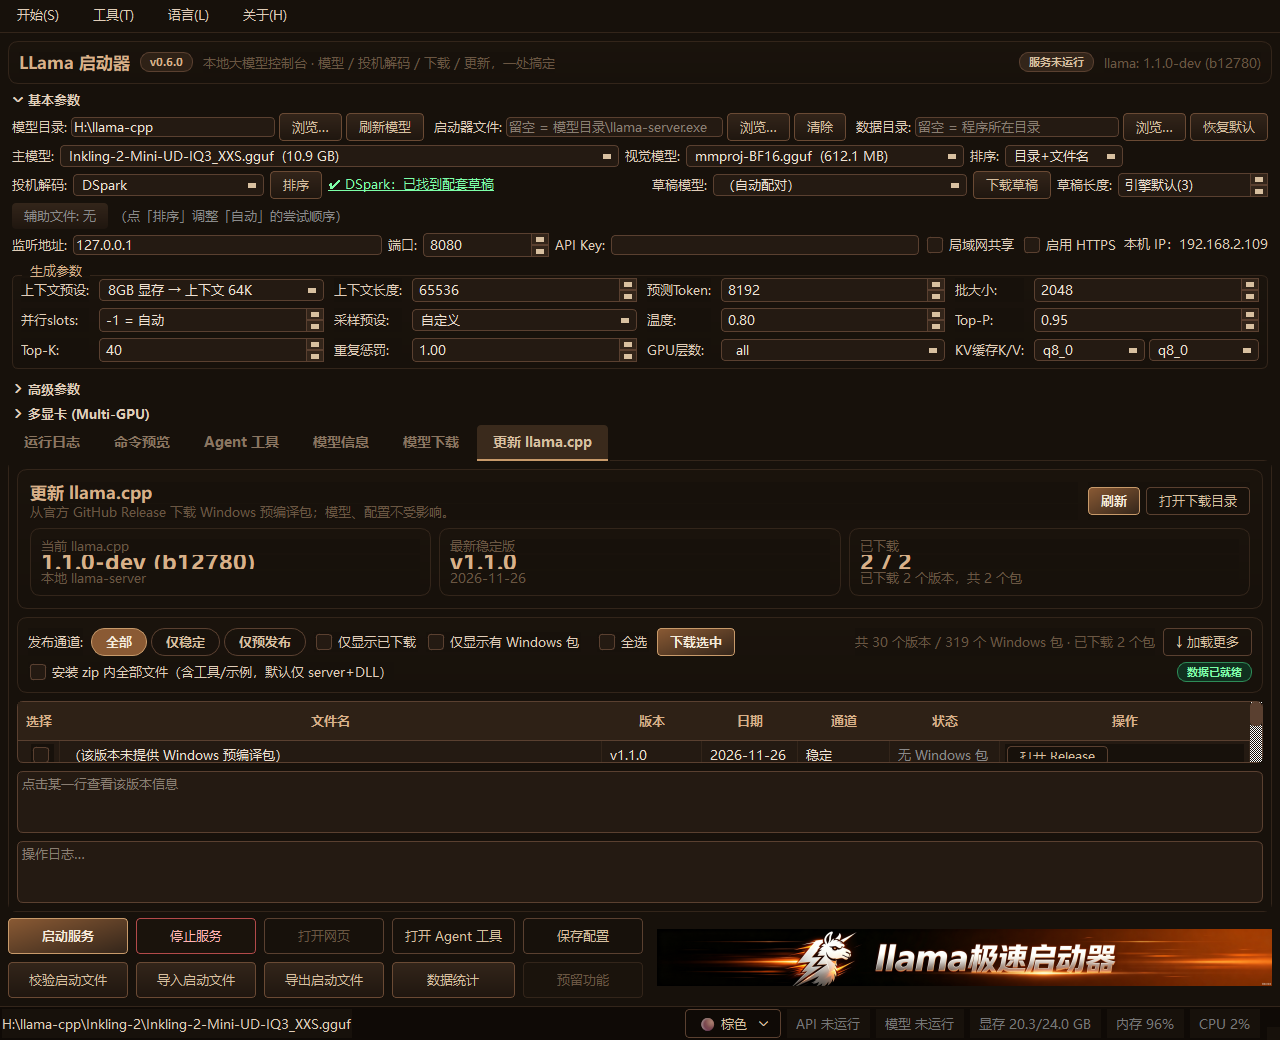 开始(S) 工具(T) 语言(L) 关于(H)
LLama 启动器 v0.6.0 本地大模型控制台 · 模型 / 投机解码 / 下载 / 更新，一处搞定 服务未运行 llama: 1.1.0-dev (b12780)
基本参数
模型目录: H:\llama-cpp 浏览... 刷新模型 启动器文件: 留空 = 模型目录\llama-server.exe 浏览... 清除 数据目录: 留空 = 程序所在目录 浏览... 恢复默认
主模型: Inkling-2-Mini-UD-IQ3_XXS.gguf (10.9 GB) 视觉模型: mmproj-BF16.gguf (612.1 MB) 排序: 目录+文件名
投机解码: DSpark 排序 ✔ DSpark：已找到配套草稿 草稿模型: （自动配对） 下载草稿 草稿长度: 引擎默认(3)
辅助文件: 无 （点「排序」调整「自动」的尝试顺序）
监听地址: 127.0.0.1 端口: 8080 API Key: 局域网共享 启用 HTTPS 本机 IP：192.168.2.109
生成参数
上下文预设: 8GB 显存 → 上下文 64K 上下文长度: 65536 预测Token: 8192 批大小: 2048
并行slots: -1 = 自动 采样预设: 自定义 温度: 0.80 Top-P: 0.95
Top-K: 40 重复惩罚: 1.00 GPU层数: all KV缓存K/V: q8_0 q8_0
高级参数
多显卡 (Multi-GPU)
运行日志 命令预览 Agent 工具 模型信息 模型下载 更新 llama.cpp
更新 llama.cpp
从官方 GitHub Release 下载 Windows 预编译包；模型、配置不受影响。 刷新 打开下载目录
当前 llama.cpp 最新稳定版 已下载
1.1.0-dev (b12780) v1.1.0 2 / 2
本地 llama-server 2026-11-26 已下载 2 个版本，共 2 个包
发布通道: 全部 仅稳定 仅预发布 仅显示已下载 仅显示有 Windows 包 全选 下载选中 共 30 个版本 / 319 个 Windows 包 · 已下载 2 个包 ↓ 加载更多
安装 zip 内全部文件（含工具/示例，默认仅 server+DLL） 数据已就绪
选择 文件名 版本 日期 通道 状态 操作
（该版本未提供 Windows 预编译包） v1.1.0 2026-11-26 稳定 无 Windows 包 打开 Release
点击某一行查看该版本信息
操作日志...
启动服务 停止服务 打开网页 打开 Agent 工具 保存配置
llama极速启动器
校验启动文件 导入启动文件 导出启动文件 数据统计 预留功能
H:\llama-cpp\Inkling-2\Inkling-2-Mini-UD-IQ3_XXS.gguf 棕色 API 未运行 模型 未运行 显存 20.3/24.0 GB 内存 96% CPU 2%